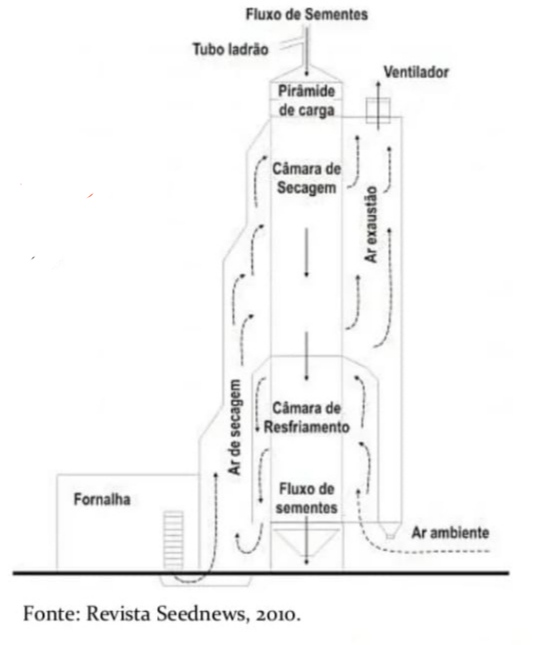 Fluxo de Sementes
Tubo ladrão
Ventilador
Pirâmide
de carga
Câmara de
Secagem
Ar exaustão
Ar de secagem
Câmara de
Resfriamento
Fornalha
Fluxo de
sementes
Ar ambiente
Fonte: Revista Seednews, 2010.